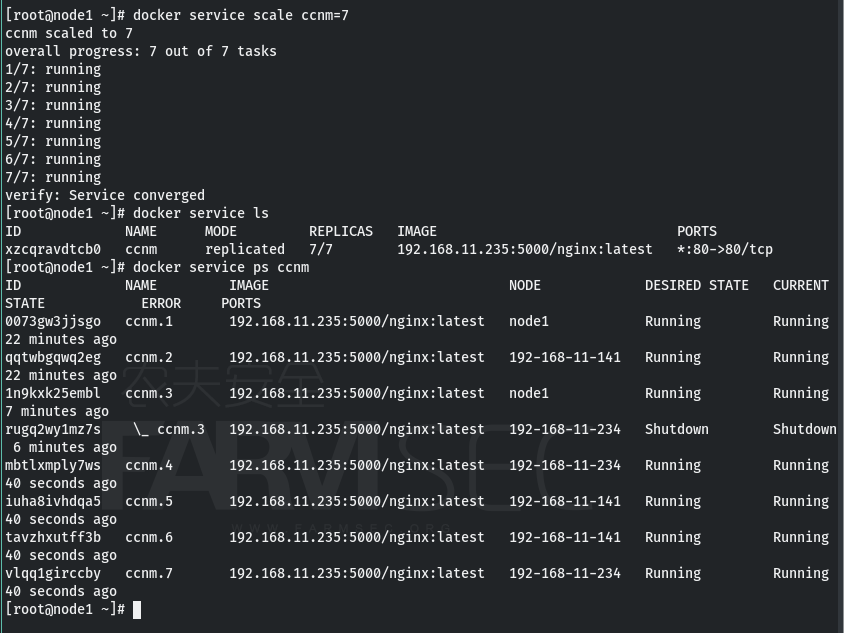 [root@node1 ~]# docker service scale ccnm=7
ccnm scaled to 7
overall progress: 7 out of 7 tasks
1/7: running
2/7: running
3/7: running
4/7: running
5/7: running
6/7: running
7/7: running
verify: Service converged
[root@node1 ~]# docker service ls
ID             NAME      MODE         REPLICAS   IMAGE                              PORTS
xzcqravdtcb0   ccnm      replicated   7/7        192.168.11.235:5000/nginx:latest   *:80->80/tcp
[root@node1 ~]# docker service ps ccnm
ID             NAME         IMAGE                              NODE             DESIRED STATE   CURRENT
STATE            ERROR     PORTS
0073gw3jjsgo   ccnm.1       192.168.11.235:5000/nginx:latest   node1            Running         Running
22 minutes ago
qqtwbgqwq2eg   ccnm.2       192.168.11.235:5000/nginx:latest   192-168-11-141   Running         Running
22 minutes ago
1n9kxk25embl   ccnm.3       192.168.11.235:5000/nginx:latest   node1            Running         Running
7 minutes ago
rugq2wy1mz7s    \_ ccnm.3   192.168.11.235:5000/nginx:latest   192-168-11-234   Shutdown        Shutdown
 6 minutes ago
mbtlxmply7ws   ccnm.4       192.168.11.235:5000/nginx:latest   192-168-11-234   Running         Running
40 seconds ago
iuha8ivhdqa5   ccnm.5       192.168.11.235:5000/nginx:latest   192-168-11-141   Running         Running
40 seconds ago
tavzhxutff3b   ccnm.6       192.168.11.235:5000/nginx:latest   192-168-11-141   Running         Running
40 seconds ago
vlqq1girccby   ccnm.7       192.168.11.235:5000/nginx:latest   192-168-11-234   Running         Running
40 seconds ago
[root@node1 ~]#
农夫安全
FARMSEC
WWW.FARMSEC.ORG